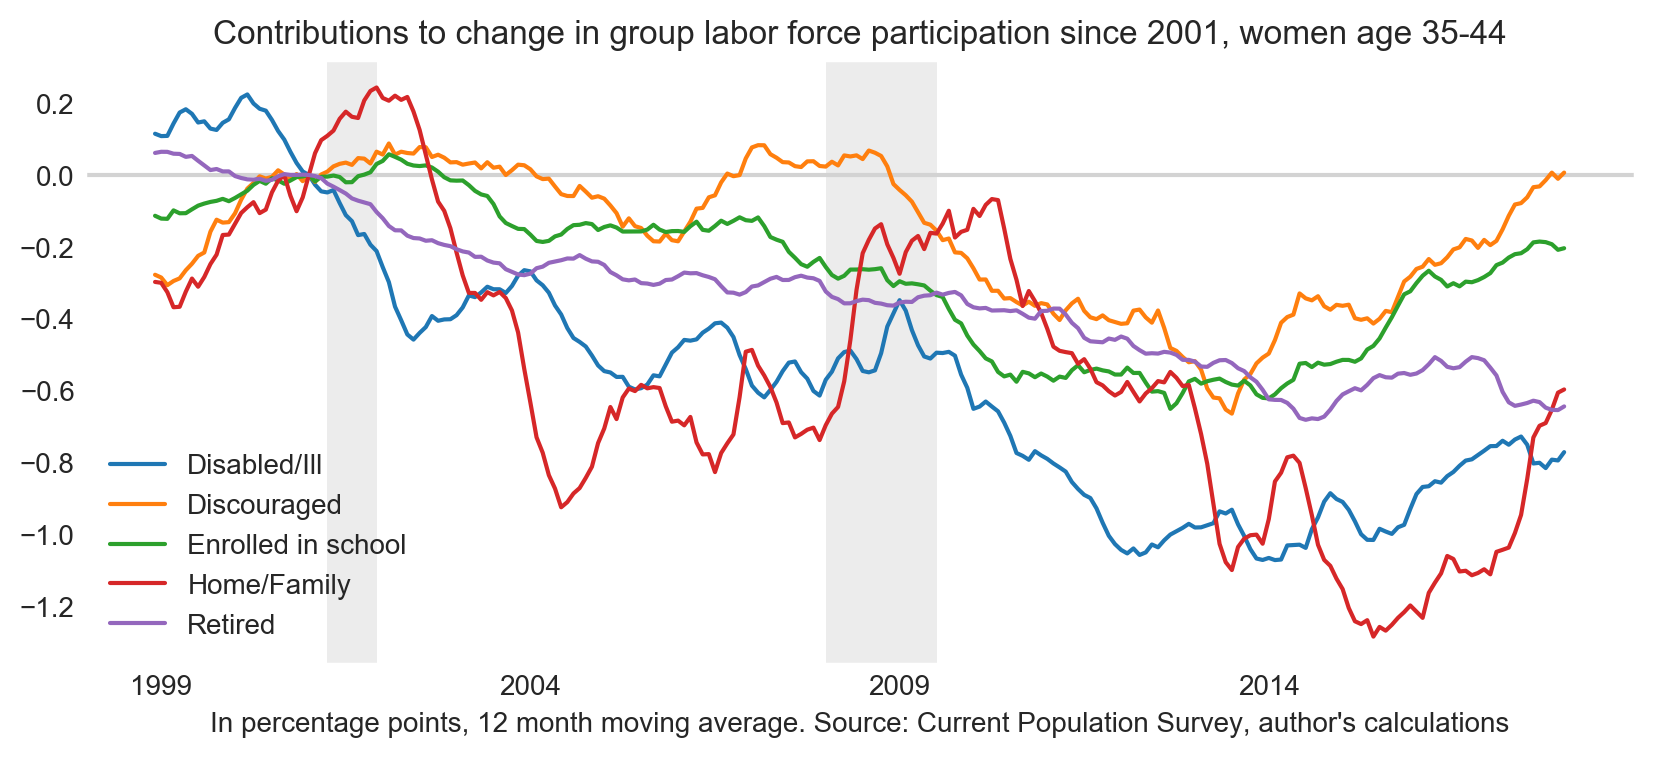 Contributions to change in group labor force participation since 2001, women age 35-44
0.2
0.0
−0.2
−0.4
−0.6
−0.8
−1.0
−1.2
Disabled/Ill
Discouraged
Enrolled in school
Home/Family
Retired
1999 2004 2009 2014
In percentage points, 12 month moving average. Source: Current Population Survey, author's calculations